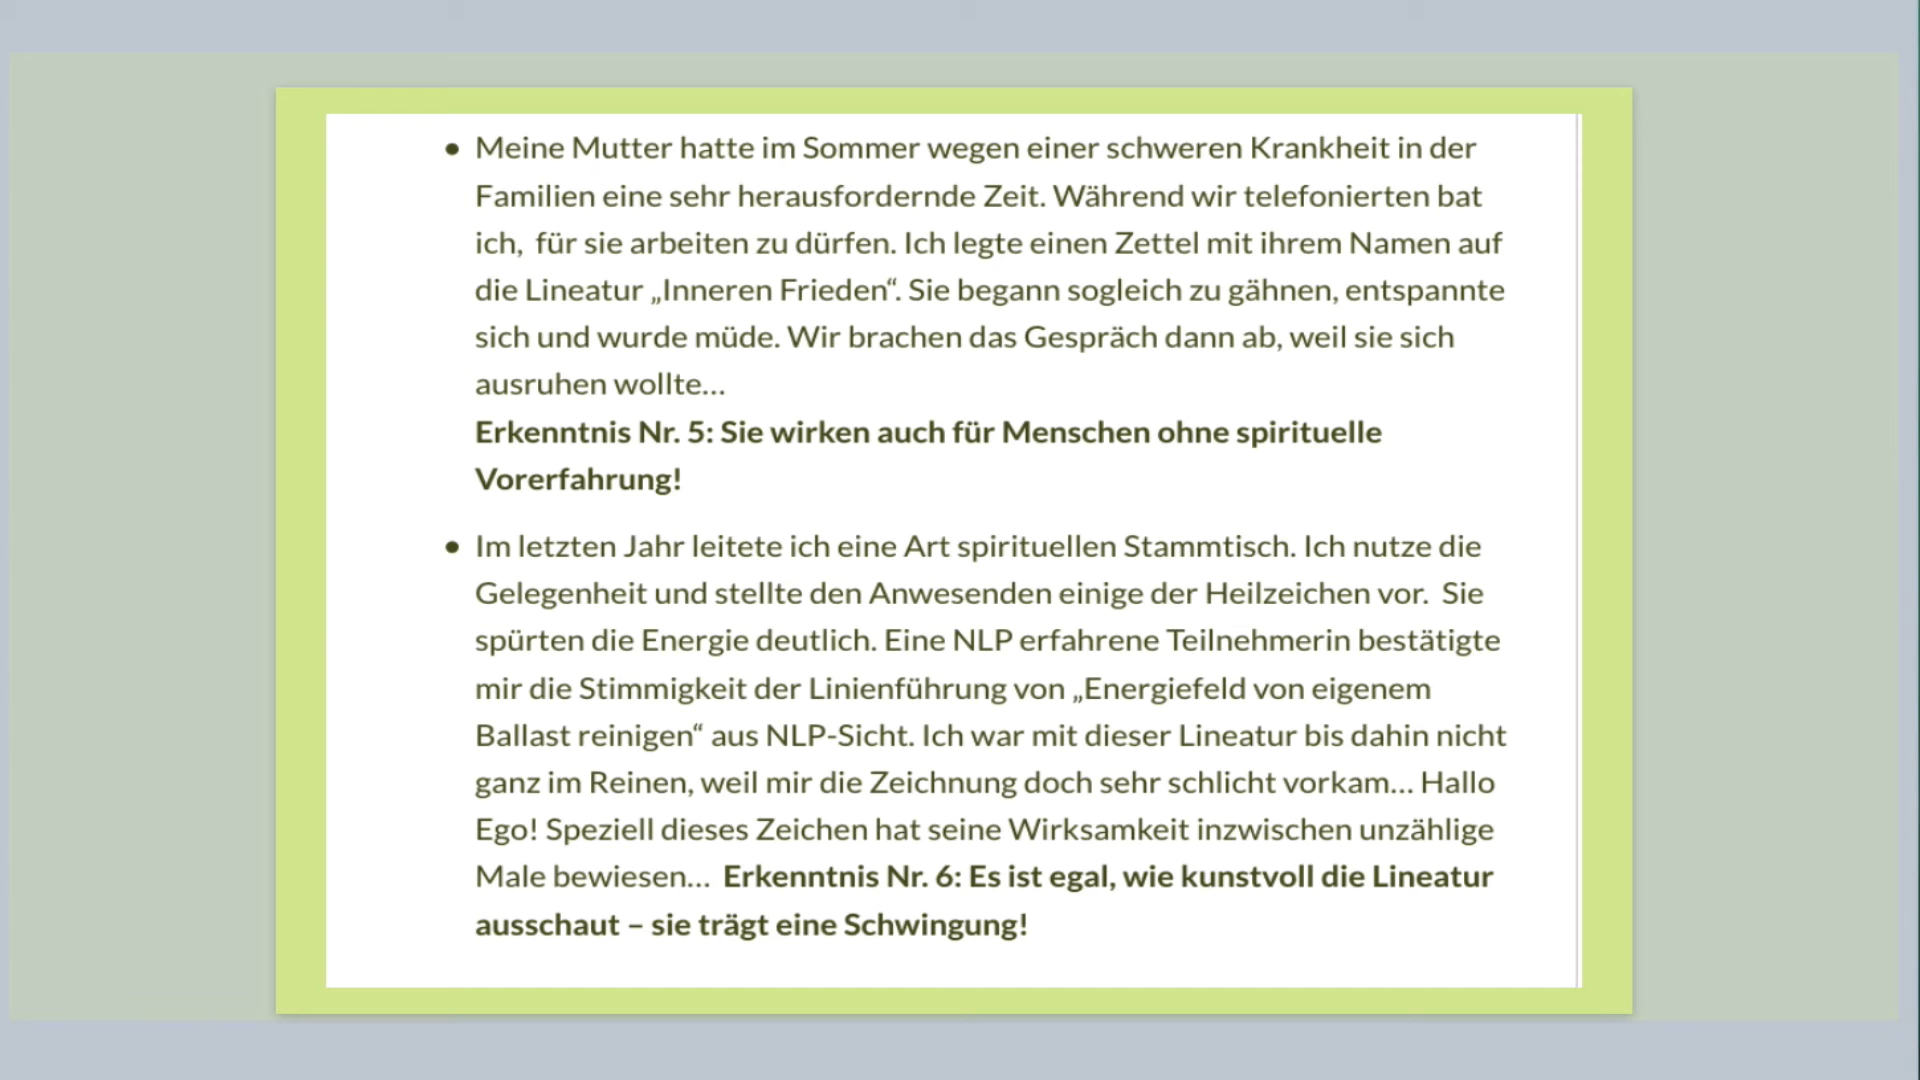 • Meine Mutter hatte im Sommer wegen einer schweren Krankheit in der
Familien eine sehr herausfordernde Zeit. Während wir telefonierten bat
ich,  für sie arbeiten zu dürfen. Ich legte einen Zettel mit ihrem Namen auf
die Lineatur „Inneren Frieden“. Sie begann sogleich zu gähnen, entspannte
sich und wurde müde. Wir brachen das Gespräch dann ab, weil sie sich
ausruhen wollte…
Erkenntnis Nr. 5: Sie wirken auch für Menschen ohne spirituelle
Vorerfahrung!
• Im letzten Jahr leitete ich eine Art spirituellen Stammtisch. Ich nutze die
Gelegenheit und stellte den Anwesenden einige der Heilzeichen vor.  Sie
spürten die Energie deutlich. Eine NLP erfahrene Teilnehmerin bestätigte
mir die Stimmigkeit der Linienführung von „Energiefeld von eigenem
Ballast reinigen“ aus NLP-Sicht. Ich war mit dieser Lineatur bis dahin nicht
ganz im Reinen, weil mir die Zeichnung doch sehr schlicht vorkam… Hallo
Ego! Speziell dieses Zeichen hat seine Wirksamkeit inzwischen unzählige
Male bewiesen…  Erkenntnis Nr. 6: Es ist egal, wie kunstvoll die Lineatur
ausschaut – sie trägt eine Schwingung!